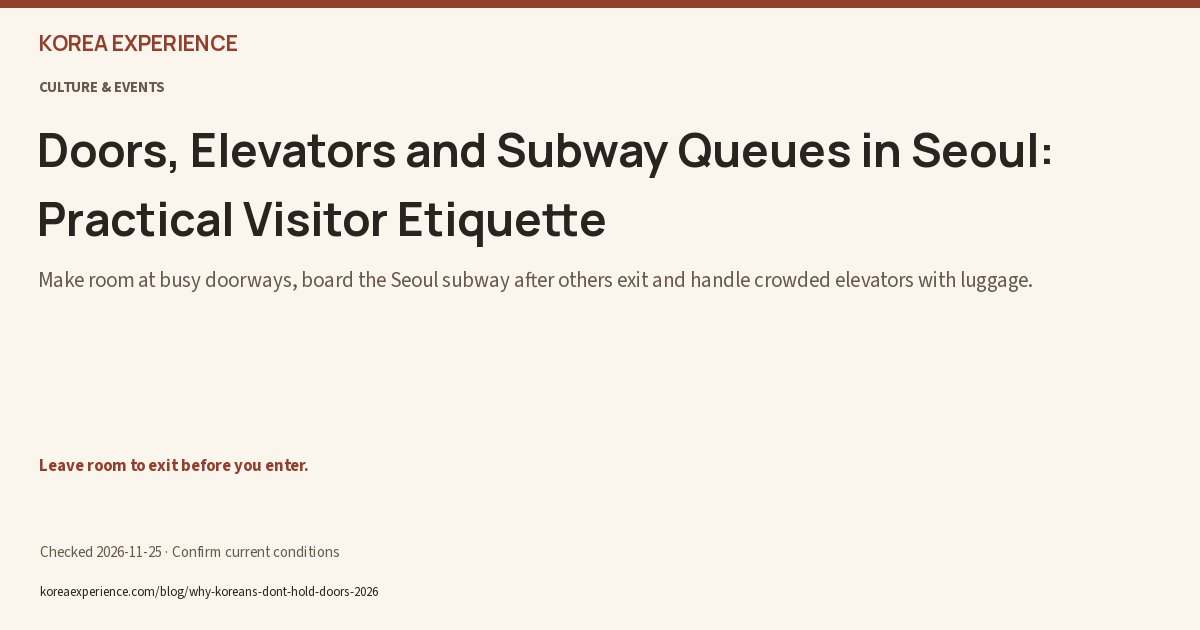 KOREA EXPERIENCE
CULTURE & EVENTS
Doors, Elevators and Subway Queues in Seoul:
Practical Visitor Etiquette
Make room at busy doorways, board the Seoul subway after others exit and handle crowded elevators with luggage.
Leave room to exit before you enter.
Checked 2026-11-25 · Confirm current conditions
koreaexperience.com/blog/why-koreans-dont-hold-doors-2026